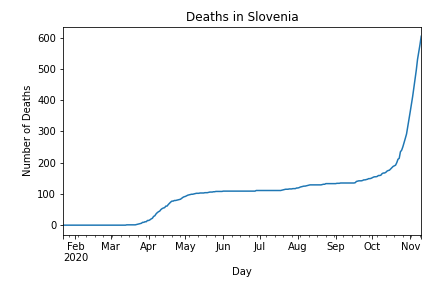 Deaths in Slovenia
Number of Deaths
600
500
400
300
200
100
0
Feb Mar Apr May Jun Jul Aug Sep Oct Nov
2020
Day